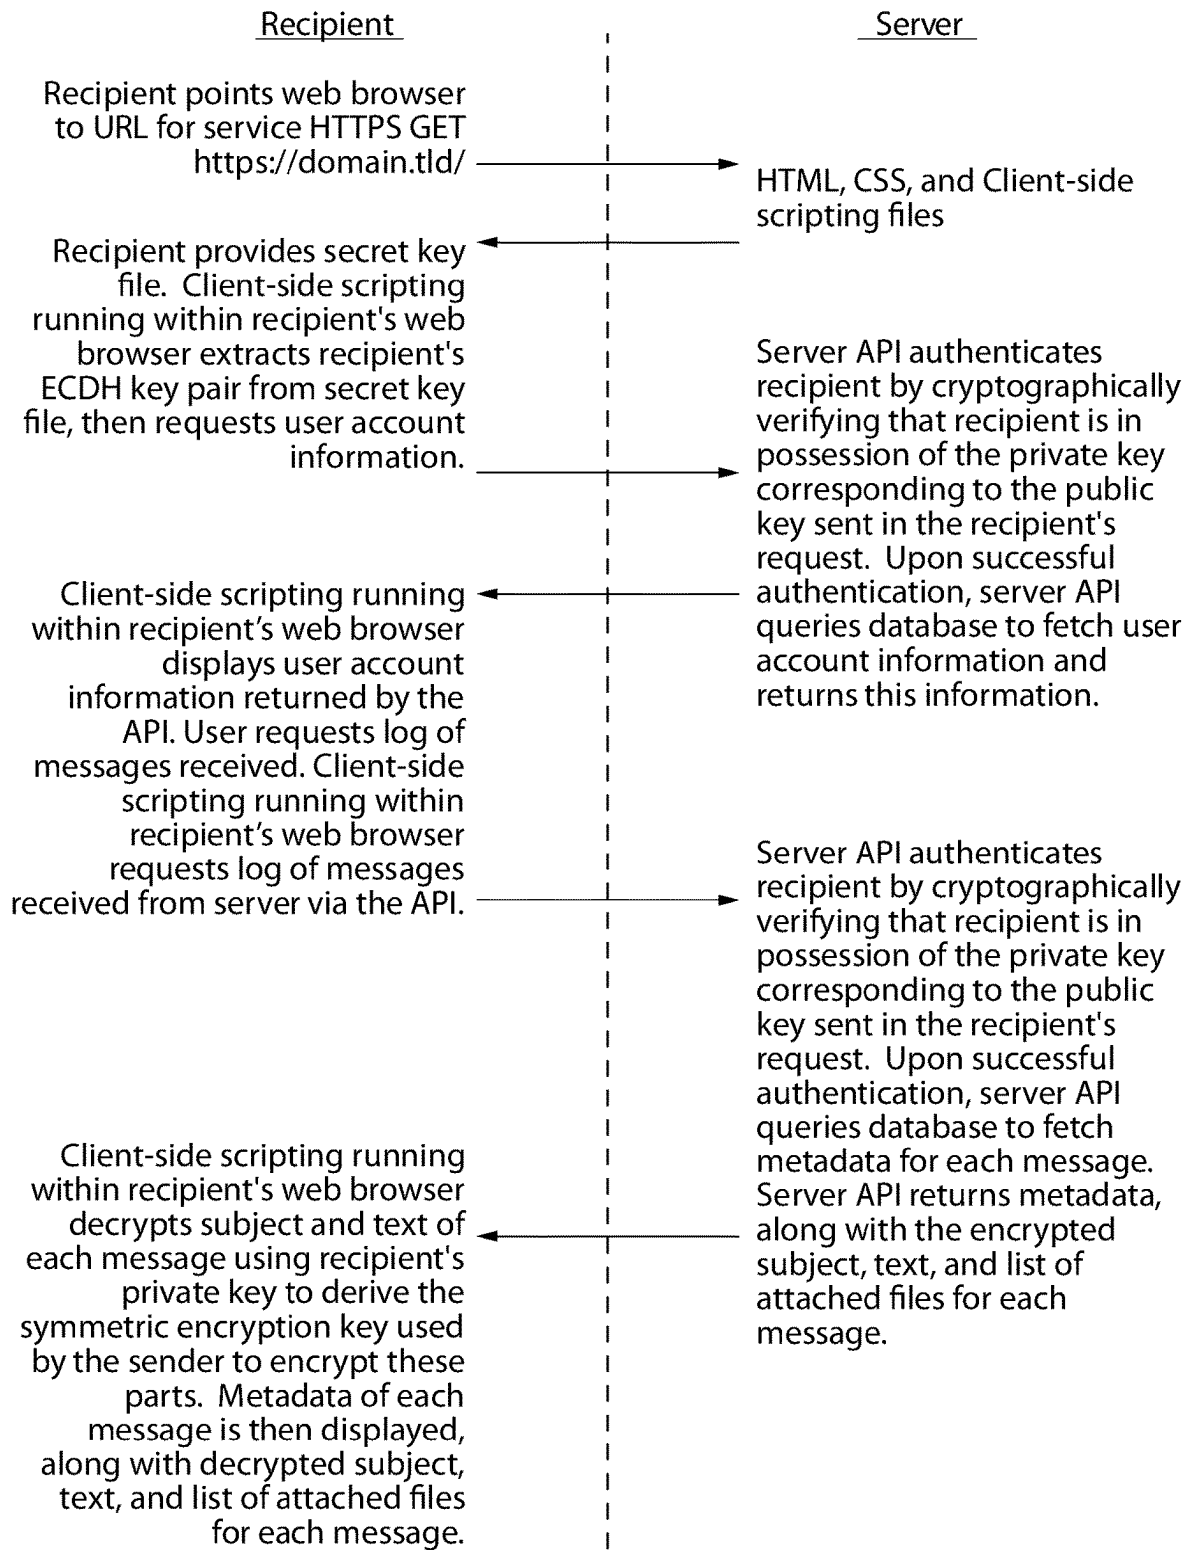 Recipient
Server
Recipient points web browser
to URL for service HTTPS GET
https://domain.tld/
HTML, CSS, and Client-side
scripting files
Recipient provides secret key
file.  Client-side scripting
running within recipient's web
browser extracts recipient's
ECDH key pair from secret key
file, then requests user account
information.
Server API authenticates
recipient by cryptographically
verifying that recipient is in
possession of the private key
corresponding to the public
key sent in the recipient's
request.  Upon successful
authentication, server API
queries database to fetch user
account information and
returns this information.
Client-side scripting running
within recipient’s web browser
displays user account
information returned by the
API. User requests log of
messages received. Client-side
scripting running within
recipient’s web browser
requests log of messages
received from server via the API.
Server API authenticates
recipient by cryptographically
verifying that recipient is in
possession of the private key
corresponding to the public
key sent in the recipient's
request.  Upon successful
authentication, server API
queries database to fetch
metadata for each message.
Server API returns metadata,
along with the encrypted
subject, text, and list of
attached files for each
message.
Client-side scripting running
within recipient's web browser
decrypts subject and text of
each message using recipient's
private key to derive the
symmetric encryption key used
by the sender to encrypt these
parts.  Metadata of each
message is then displayed,
along with decrypted subject,
text, and list of attached files
for each message.